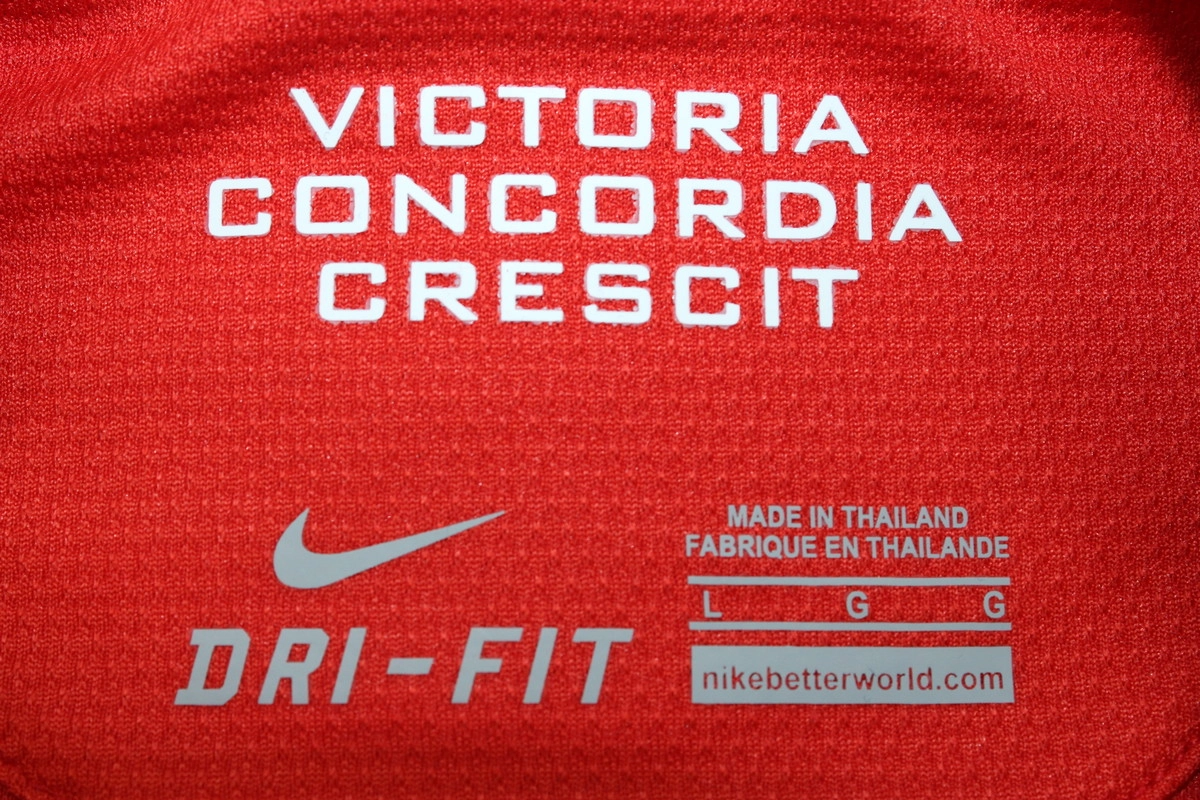 VICTORIA
CONCORDIA
CRESCIT
DRI-FIT
MADE IN THAILAND
FABRIQUE EN THAILANDE
L G G
nikebetterworld.com